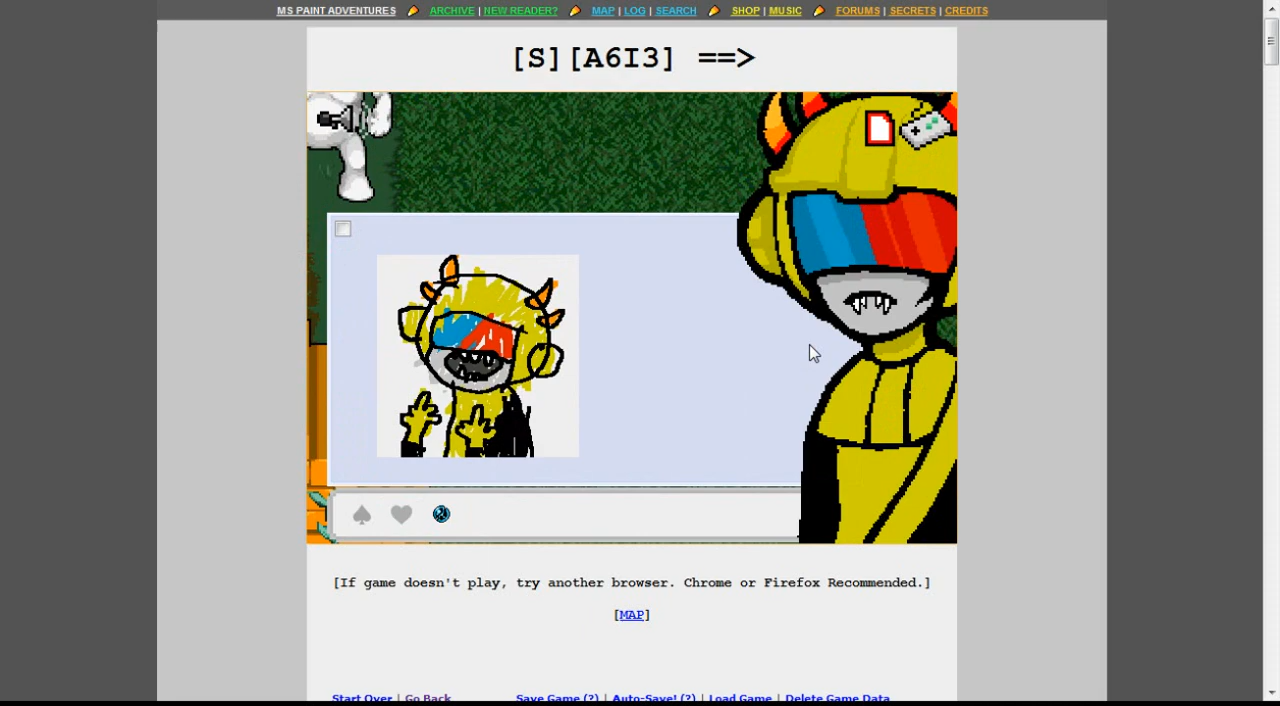 MS PAINT ADVENTURES ARCHIVE | NEW READER? MAP | LOG | SEARCH SHOP | MUSIC FORUMS | SECRETS | CREDITS
[S][A6I3] ==>
[If game doesn't play, try another browser. Chrome or Firefox Recommended.]
[MAP]
Start Over | Go Back Save Game (?) | Auto-Save! (?) | Load Game | Delete Game Data